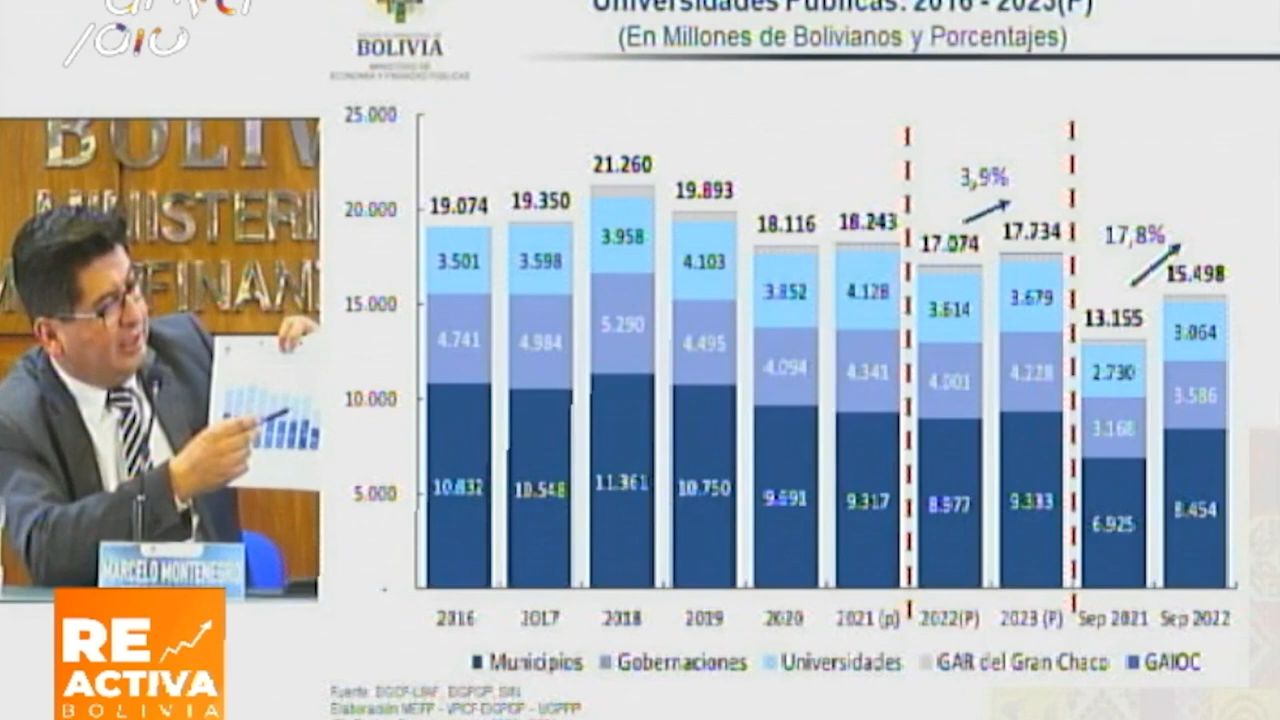 Universidades Públicas: 2016 - 2023(P)
(En Millones de Bolivianos y Porcentajes)
BOLIVIA
25.000
20.000
15.000
10.000
5.000
-
19.074
19.350
21.260
19.893
18.116
18.243
17.074
17.734
13.155
15.498
3,9%
17,8%
3.501
3.598
3.958
4.103
3.852
4.128
3.614
3.679
2.730
3.064
4.741
4.984
5.290
4.495
4.094
4.341
4.001
4.228
3.168
3.586
10.832
10.548
11.361
10.750
9.691
9.317
8.977
9.333
6.925
8.454
2016
2017
2018
2019
2020
2021 (p)
2022(P)
2023 (P)
Sep 2021
Sep 2022
Municipios
Gobernaciones
Universidades
GAR del Gran Chaco
GAIOC
BOLIV
MINISTERI
FINAN
MARCELO MONTENEGRO
RE
ACTIVA
BOLIVIA